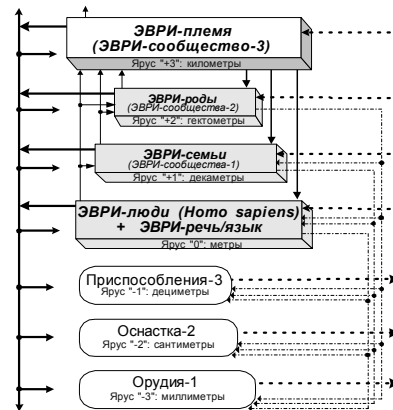 ЭВРИ-племя
(ЭВРИ-сообщество-3)
Ярус "+3": километры
ЭВРИ-роды
(ЭВРИ-сообщества-2)
Ярус "+2": гектометры
ЭВРИ-семьи
(ЭВРИ-сообщества-1)
Ярус "+1": декаметры
ЭВРИ-люди (Homo sapiens)
+ ЭВРИ-речь/язык
Ярус "0": метры
Приспособления-3
Ярус "-1": дециметры
Оснастка-2
Ярус "-2": сантиметры
Орудия-1
Ярус "-3": миллиметры